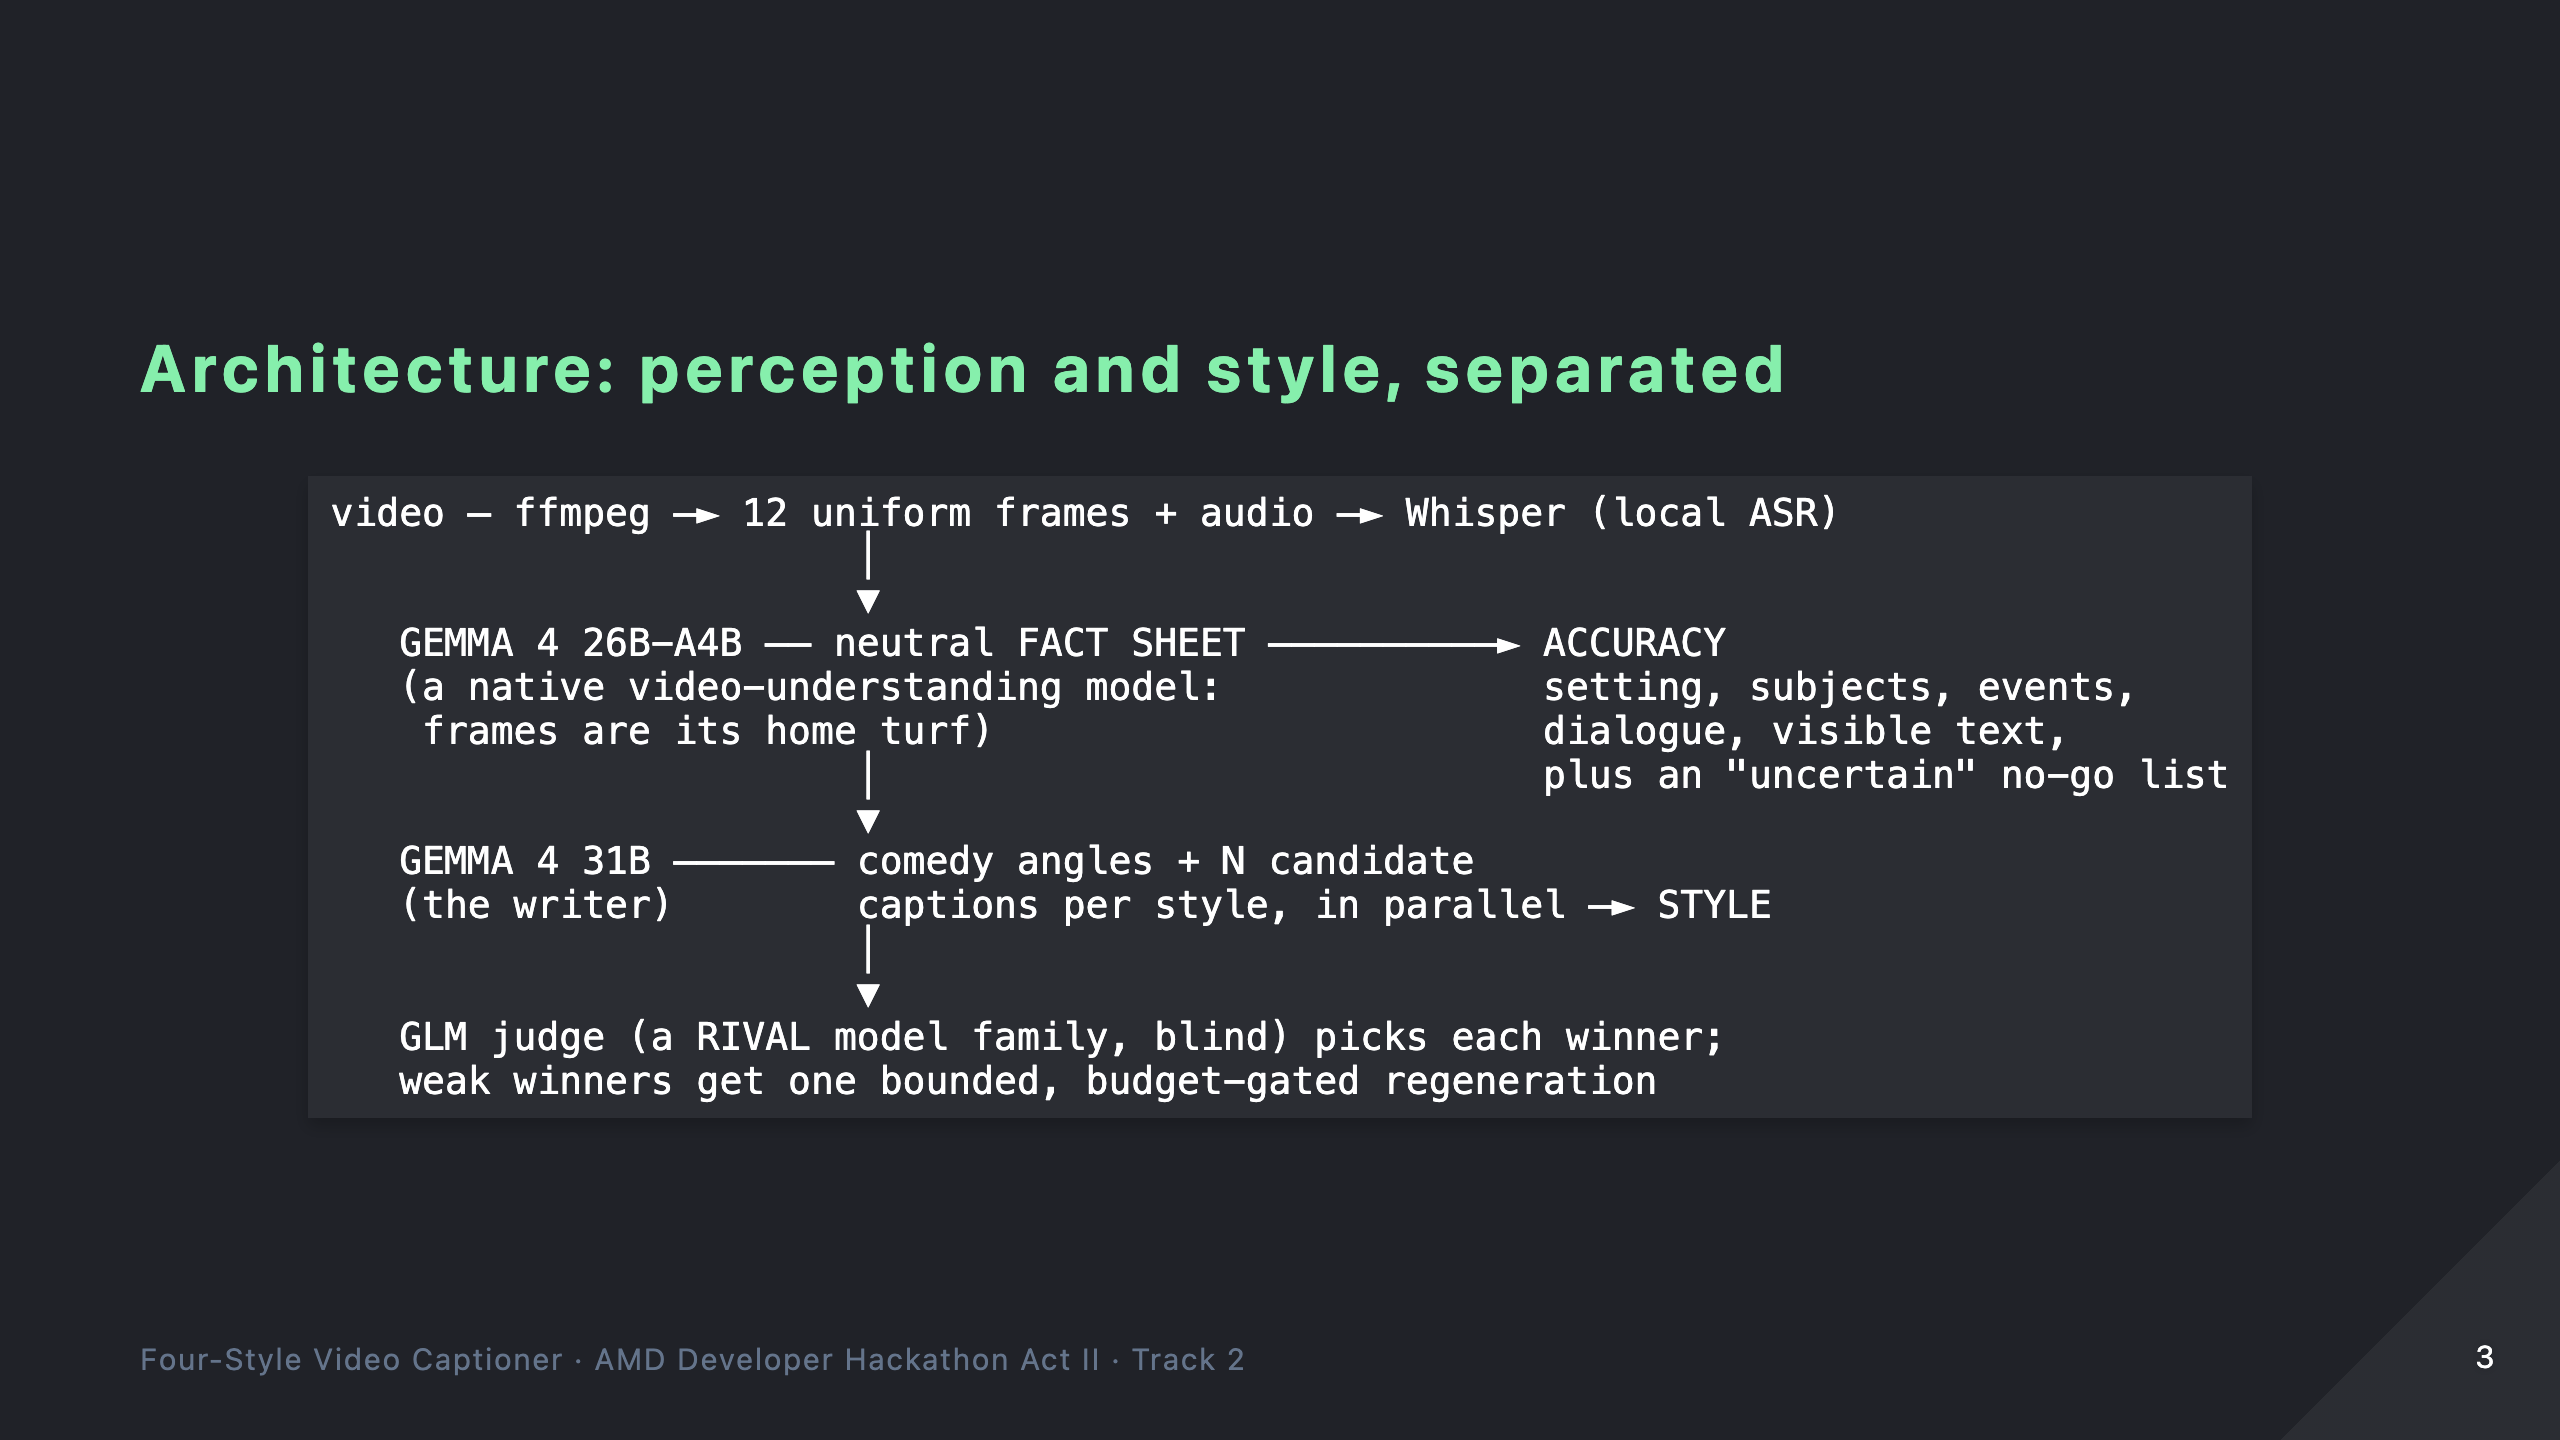 Architecture: perception and style, separated
video — ffmpeg —► 12 uniform frames + audio —► Whisper (local ASR)
GEMMA 4 26B-A4B —— neutral FACT SHEET ——————————► ACCURACY
(a native video-understanding model: setting, subjects, events,
frames are its home turf) dialogue, visible text,
plus an "uncertain" no-go list
GEMMA 4 31B ——————— comedy angles + N candidate
(the writer) captions per style, in parallel —► STYLE
GLM judge (a RIVAL model family, blind) picks each winner;
weak winners get one bounded, budget-gated regeneration
Four-Style Video Captioner · AMD Developer Hackathon Act II · Track 2
3